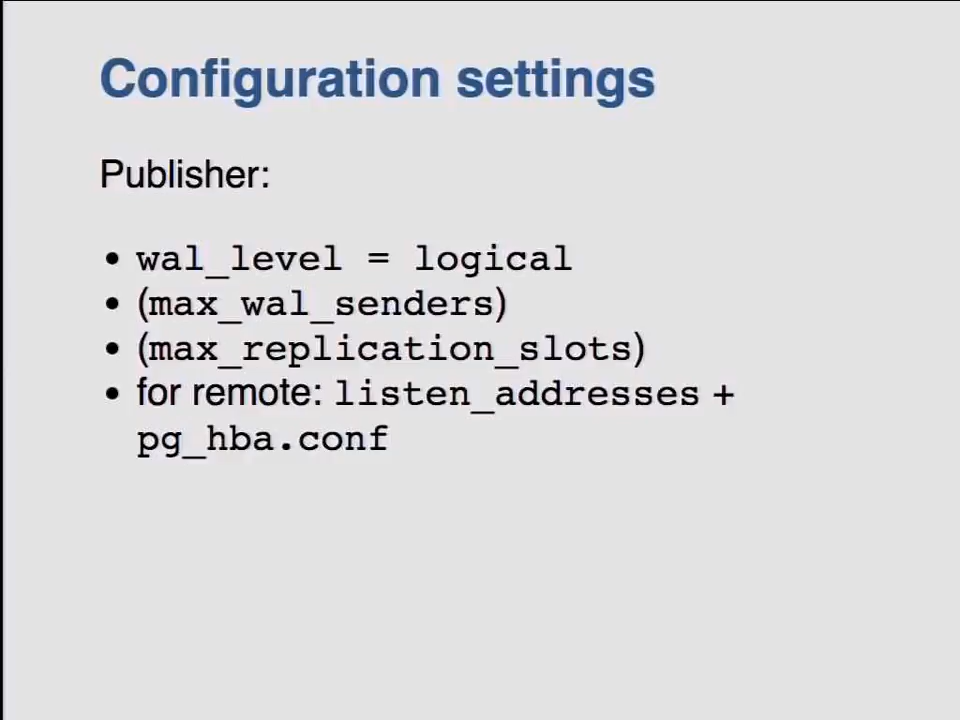 Configuration settings
Publisher:
• wal_level = logical
• (max_wal_senders)
• (max_replication_slots)
• for remote: listen_addresses +
pg_hba.conf